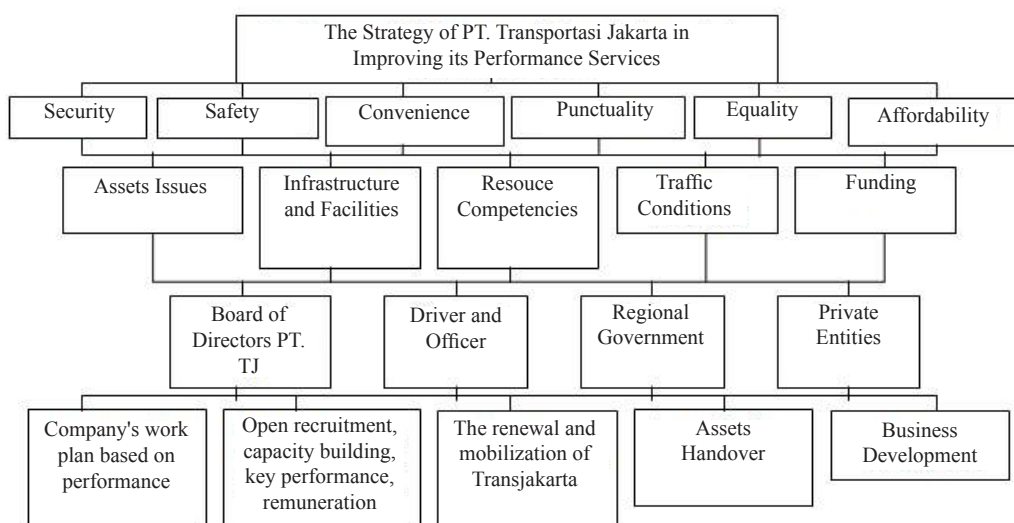 The Strategy of PT. Transportasi Jakarta in
Improving its Performance Services
Security
Safety
Convenience
Punctuality
Equality
Affordability
Assets Issues
Infrastructure
and Facilities
Resouce
Competencies
Traffic
Conditions
Funding
Board of
Directors PT.
TJ
Driver and
Officer
Regional
Government
Private
Entities
Company's work
plan based on
performance
Open recruitment,
capacity building,
key performance,
remuneration
The renewal and
mobilization of
Transjakarta
Assets
Handover
Business
Development